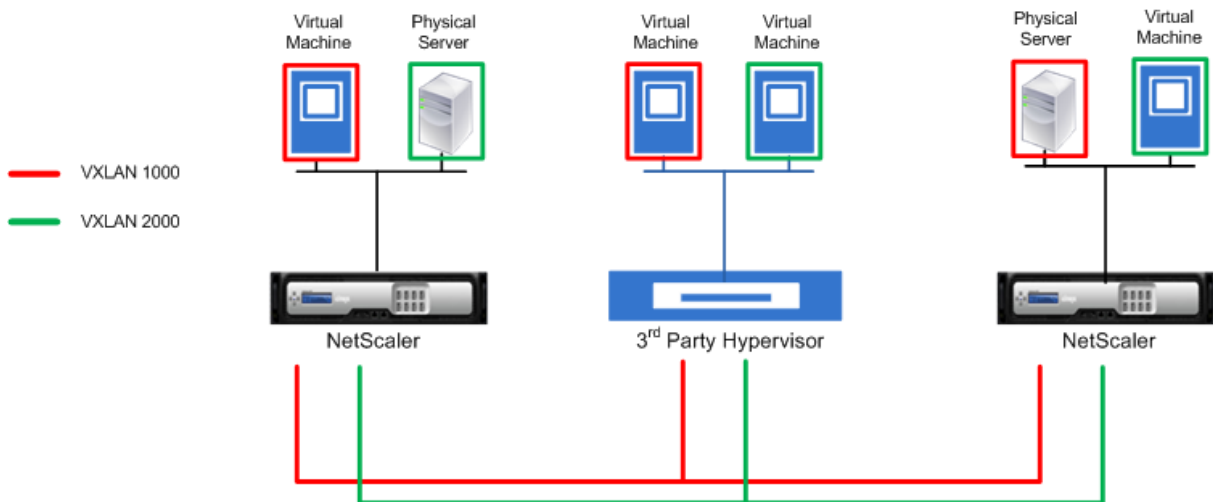 Virtual
Machine
Physical
Server
Virtual
Machine
Virtual
Machine
Physical
Server
Virtual
Machine
VXLAN 1000
VXLAN 2000
NetScaler
3rd Party Hypervisor
NetScaler